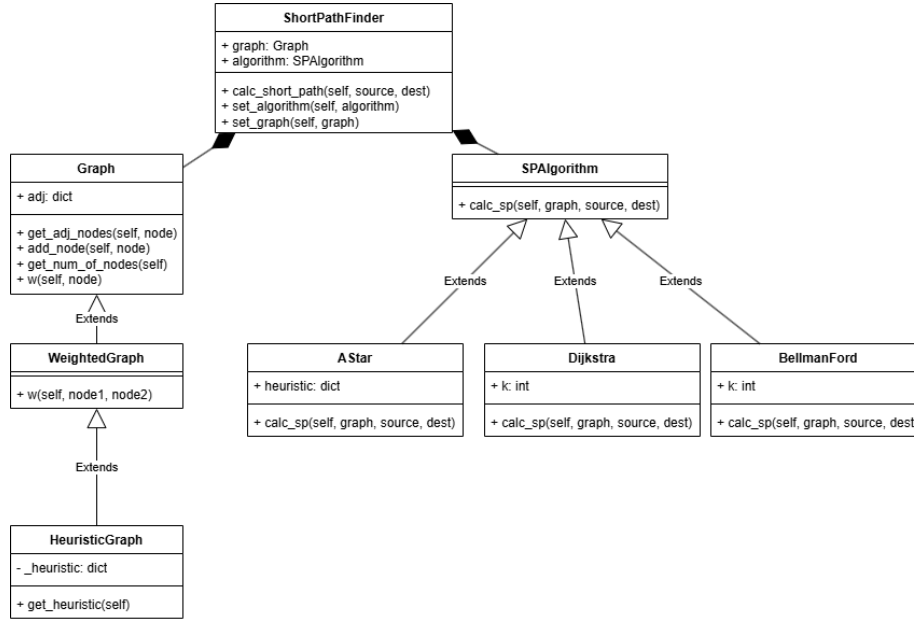 ShortPathFinder
+ graph: Graph
+ algorithm: SPAlgorithm
+ calc_short_path(self, source, dest)
+ set_algorithm(self, algorithm)
+ set_graph(self, graph)
Graph
+ adj: dict
+ get_adj_nodes(self, node)
+ add_node(self, node)
+ get_num_of_nodes(self)
+ w(self, node)
SPAlgorithm
+ calc_sp(self, graph, source, dest)
Extends
Extends
Extends
Extends
WeightedGraph
+ w(self, node1, node2)
AStar
+ heuristic: dict
+ calc_sp(self, graph, source, dest)
Dijkstra
+ k: int
+ calc_sp(self, graph, source, dest)
BellmanFord
+ k: int
+ calc_sp(self, graph, source, dest
Extends
HeuristicGraph
- _heuristic: dict
+ get_heuristic(self)